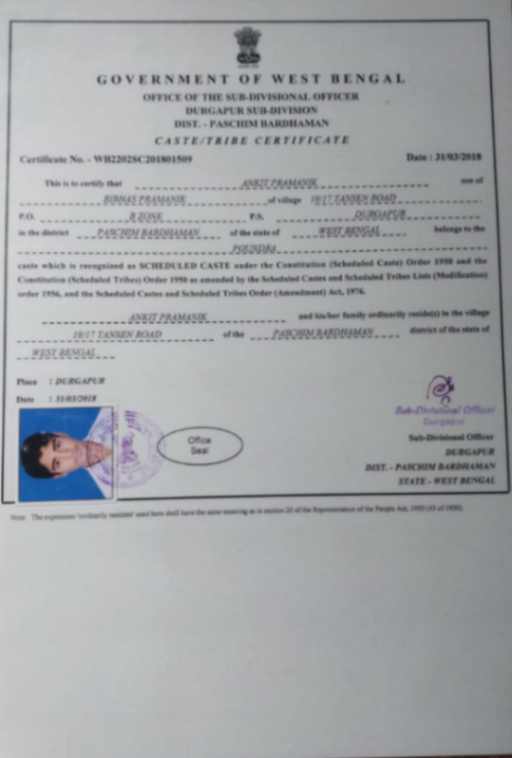 GOVERNMENT OF WEST BENGAL
OFFICE OF THE SUB-DIVISIONAL OFFICER
DURGAPUR SUB-DIVISION
DIST. - PASCHIM BARDHAMAN
CASTE/TRIBE CERTIFICATE
Certificate No. - WB2202SC201801509 Date : 31/03/2018
This is to certify that ANKIT PRAMANIK son of
PRAMANIK of village 10/17 TANSEN ROAD
P.O. B ZONE P.S. DURGAPUR
in the district PASCHIM BARDHAMAN of the state of WEST BENGAL belongs to the
POUNDRA
caste which is recognized as SCHEDULED CASTE under the Constitution (Scheduled Caste) Order 1950 and the
Constitution (Scheduled Tribes) Order 1950 as amended by the Scheduled Castes and Scheduled Tribes Lists (Modification)
order 1956, and the Scheduled Castes and Scheduled Tribes Order (Amendment) Act, 1976.
ANKIT PRAMANIK and his/her family ordinarily reside(s) in the village
10/17 TANSEN ROAD of the PASCHIM BARDHAMAN district of the state of
WEST BENGAL
Place : DURGAPUR
Date : 31/03/2018
Sub-Divisional Officer
Durgapur
Office
Seal
Sub-Divisional Officer
DURGAPUR
DIST. - PASCHIM BARDHAMAN
STATE - WEST BENGAL
Note The expression 'ordinarily resides' used here shall have the same meaning as in section 20 of the Representation of the People Act, 1950 (43 of 1950).